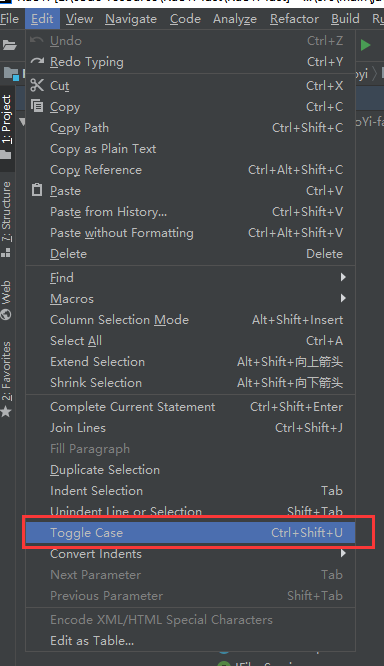 Edit View Navigate Code Analyze Refactor Build
Undo Ctrl+Z
Redo Typing Ctrl+Y
Cut Ctrl+X
Copy Ctrl+C
Copy Path Ctrl+Shift+C
Copy as Plain Text
Copy Reference Ctrl+Alt+Shift+C
Paste Ctrl+V
Paste from History... Ctrl+Shift+V
Paste without Formatting Ctrl+Alt+Shift+V
Delete Delete
Find
Macros
Column Selection Mode Alt+Shift+Insert
Select All Ctrl+A
Extend Selection Alt+Shift+向上箭头
Shrink Selection Alt+Shift+向下箭头
Complete Current Statement Ctrl+Shift+Enter
Join Lines Ctrl+Shift+J
Fill Paragraph
Duplicate Selection
Indent Selection Tab
Unindent Line or Selection Shift+Tab
Toggle Case Ctrl+Shift+U
Convert Indents
Next Parameter Tab
Previous Parameter Shift+Tab
Encode XML/HTML Special Characters
Edit as Table...
1: Project
7: Structure
Web
2: Favorites